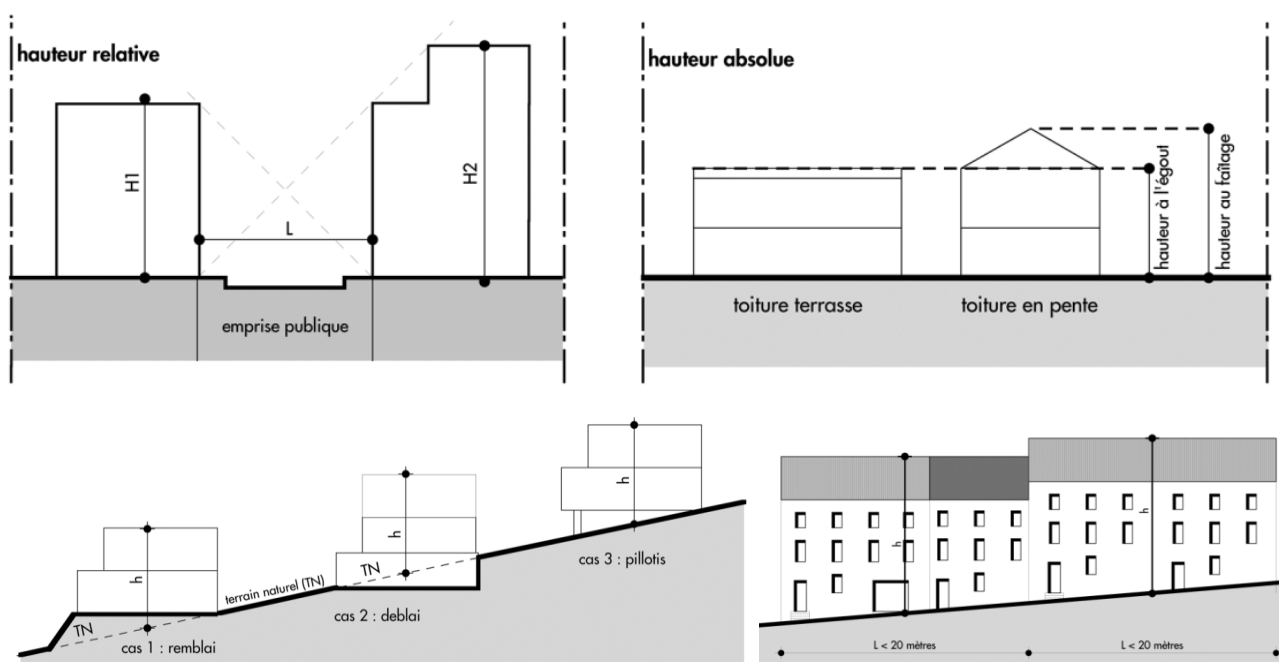 hauteur relative
H1
L
H2
emprise publique
hauteur absolue
hauteur à l'égout
hauteur au faîtage
toiture terrasse
toiture en pente
h
TN
cas 1 : remblai
terrain naturel (TN)
h
TN
cas 2 : deblai
h
cas 3 : pillotis
h
h
L < 20 mètres
L < 20 mètres